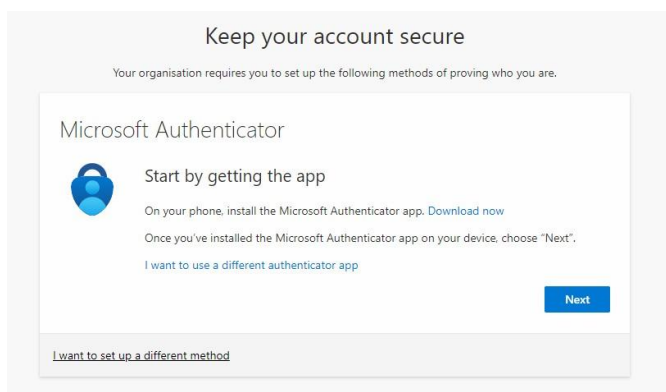 Keep your account secure
Your organisation requires you to set up the following methods of proving who you are.
Microsoft Authenticator
Start by getting the app
On your phone, install the Microsoft Authenticator app. Download now
Once you've installed the Microsoft Authenticator app on your device, choose "Next".
I want to use a different authenticator app
Next
I want to set up a different method